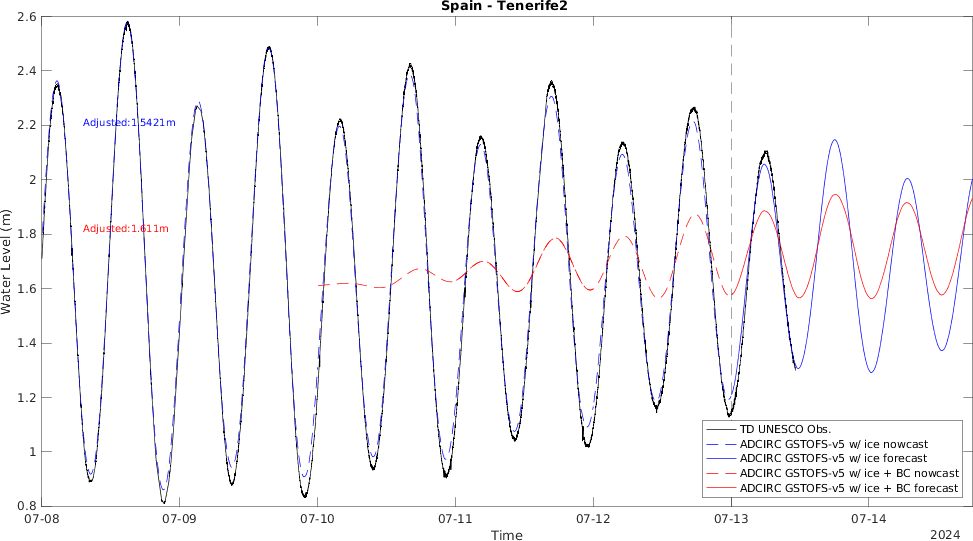 Spain - Tenerife2
2.6
2.4
2.2
2
1.8
1.6
1.4
1.2
1
0.8
Water Level (m)
Adjusted:1.5421m
Adjusted:1.611m
TD UNESCO Obs.
ADCIRC GSTOFS-v5 w/ ice nowcast
ADCIRC GSTOFS-v5 w/ ice forecast
ADCIRC GSTOFS-v5 w/ ice + BC nowcast
ADCIRC GSTOFS-v5 w/ ice + BC forecast
07-08 07-09 07-10 07-11 07-12 07-13 07-14
Time
2024